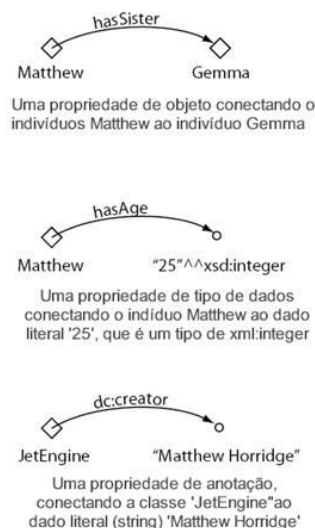 hasSister
Matthew Gemma
Uma propriedade de objeto conectando o
indivíduos Matthew ao indivíduo Gemma
hasAge
Matthew "25"^^xsd:integer
Uma propriedade de tipo de dados
conectando o indíduo Matthew ao dado
literal '25', que é um tipo de xml:integer
dc:creator
JetEngine "Matthew Horridge"
Uma propriedade de anotação,
conectando a classe 'JetEngine"ao
dado literal (string) 'Matthew Horridge'